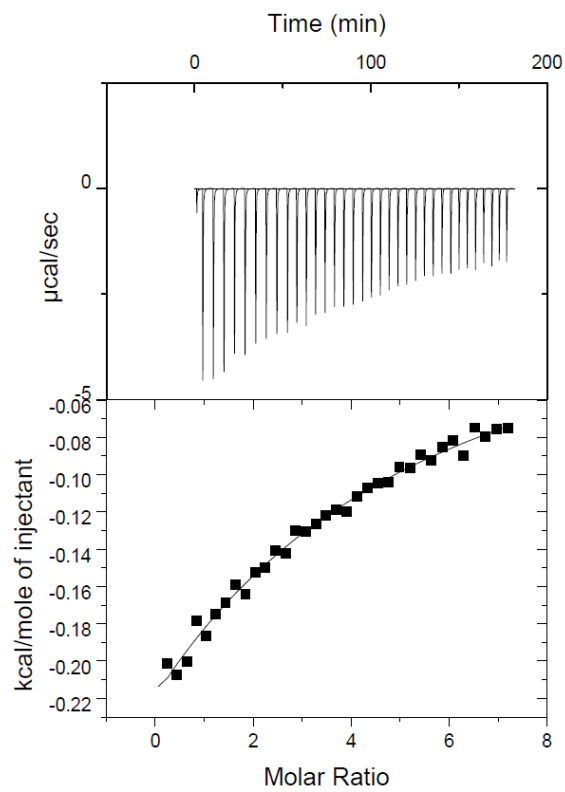 Time (min)
0 100 200
0
-5
µcal/sec
-0.06
-0.08
-0.10
-0.12
-0.14
-0.16
-0.18
-0.20
-0.22
kcal/mole of injectant
0 2 4 6 8
Molar Ratio